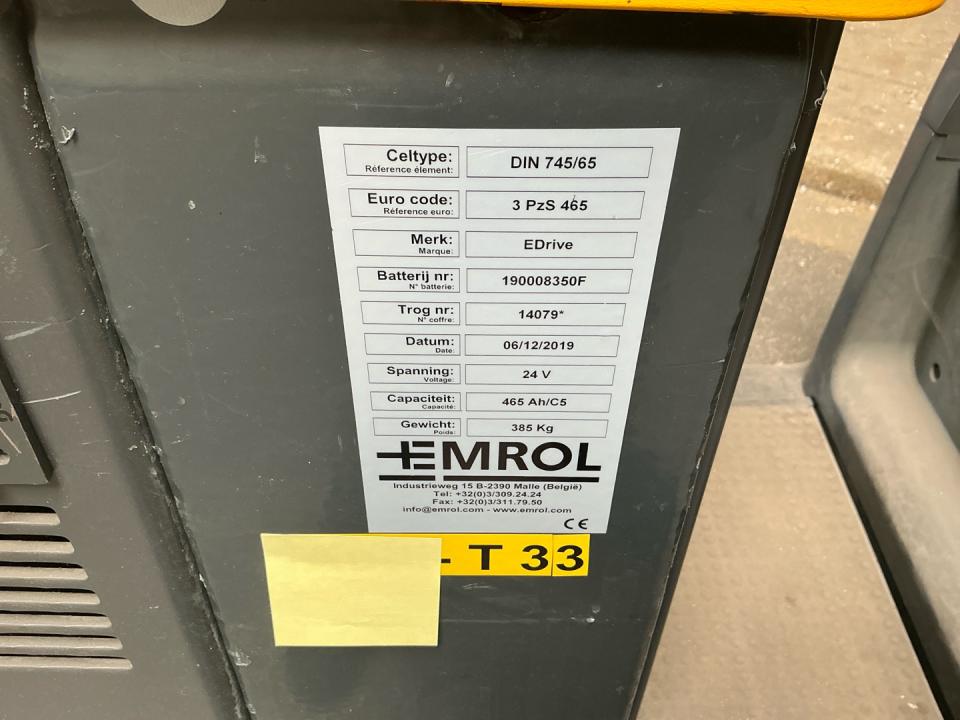 Celtype: DIN 745/65
Réference élement:
Euro code: 3 PzS 465
Réference euro:
Merk: EDrive
Marque:
Batterij nr: 190008350F
N° batterie:
Trog nr: 14079*
N° coffre:
Datum: 06/12/2019
Date:
Spanning: 24 V
Voltage:
Capaciteit: 465 Ah/C5
Capacité:
Gewicht: 385 Kg
Poids:
EMROL
Industrieweg 15 B-2390 Malle (België)
Tel: +32(0)3/309.24.24
Fax: +32(0)3/311.79.50
info@emrol.com - www.emrol.com
CE
- T 33